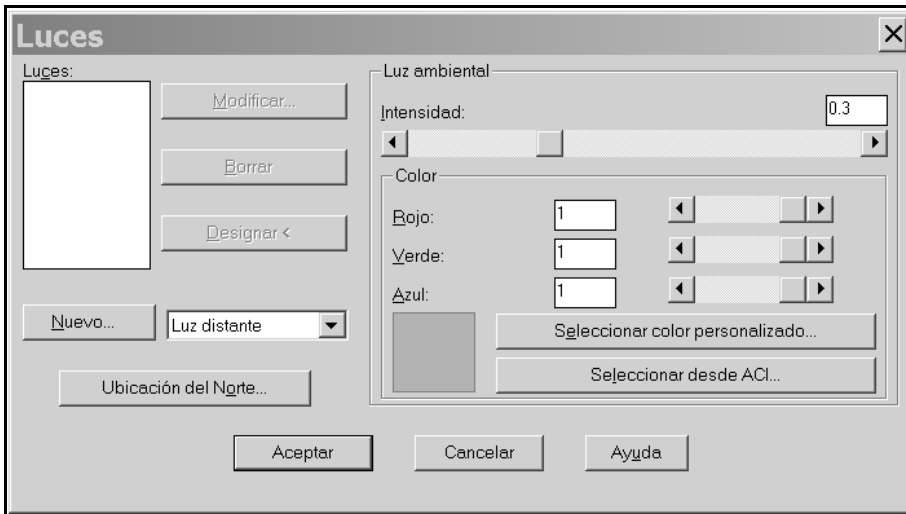 Luces
Luces:
Modificar...
Borrar
Designar <
Nuevo...
Luz distante
Ubicación del Norte...
Luz ambiental
Intensidad:
0.3
Color
Rojo:
1
Verde:
1
Azul:
1
Seleccionar color personalizado...
Seleccionar desde ACI...
Aceptar
Cancelar
Ayuda